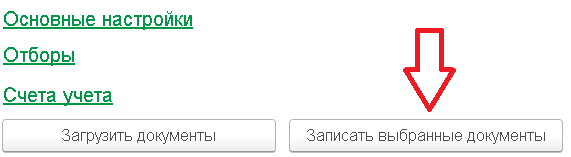 Основные настройки
Отборы
Счета учета
Загрузить документы Записать выбранные документы